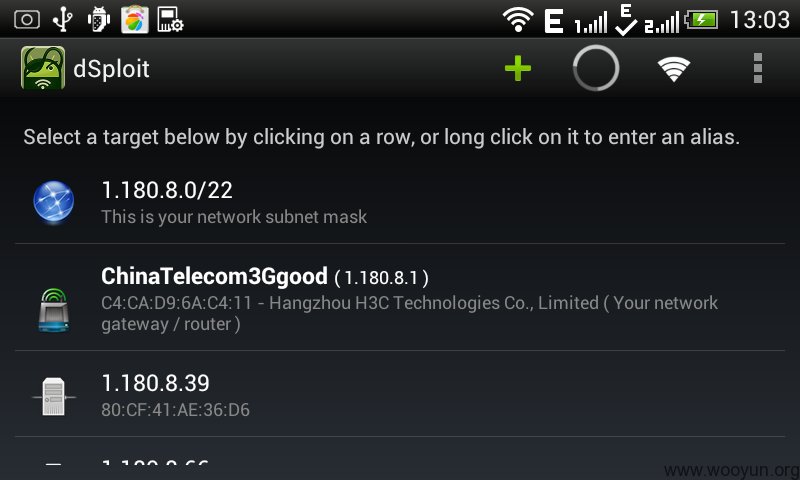 E 1. E 2. 13:03
dSploit
Select a target below by clicking on a row, or long click on it to enter an alias.
1.180.8.0/22
This is your network subnet mask
ChinaTelecom3Ggood ( 1.180.8.1 )
C4:CA:D9:6A:C4:11 - Hangzhou H3C Technologies Co., Limited ( Your network
gateway / router )
1.180.8.39
80:CF:41:AE:36:D6
www.wooyun.org